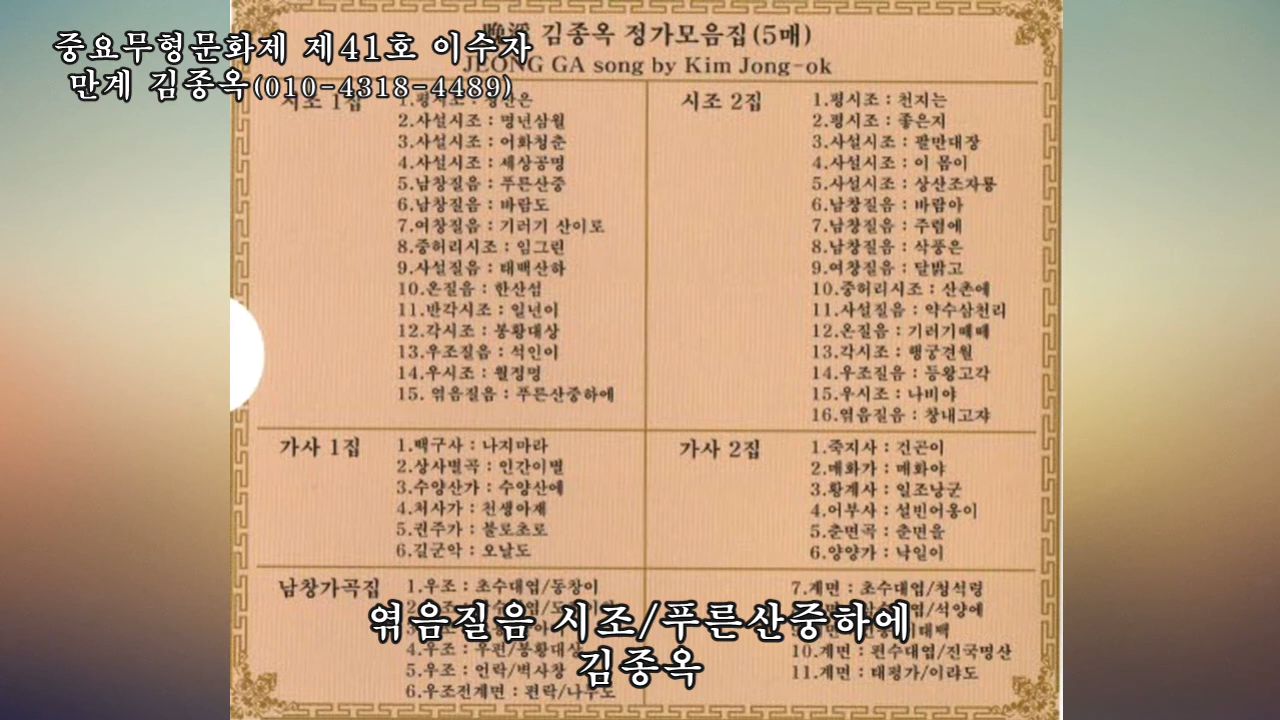 중요무형문화제 제41호 이수자
만계 김종옥(010-4318-4489)
김종옥 정가모음집(5매)
JEONG GA song by Kim Jong-ok
시조 1집
1.평시조 : 청산은
2.사설시조 : 명년삼월
3.사설시조 : 어화청춘
4.사설시조 : 세상공명
5.남창질음 : 푸른산중
6.남창질음 : 바람도
7.여창질음 : 기러기 산이로
8.중허리시조 : 임그린
9.사설질음 : 태백산하
10.온질음 : 한산섬
11.반각시조 : 일년이
12.각시조 : 봉황대상
13.우조질음 : 석인이
14.우시조 : 월정명
15. 엮음질음 : 푸른산중하에
시조 2집
1.평시조 : 천지는
2.평시조 : 좋은지
3.사설시조 : 팔만대장
4.사설시조 : 이 몸이
5.사설시조 : 상산조자룡
6.남창질음 : 바람아
7.남창질음 : 주렴에
8.남창질음 : 삭풍은
9.여창질음 : 달밝고
10.중허리시조 : 산촌에
11.사설질음 : 약수삼천리
12.온질음 : 기러기떼떼
13.각시조 : 행궁견월
14.우조질음 : 등왕고각
15.우시조 : 나비야
16.엮음질음 : 창내고쟈
가사 1집
1.백구사 : 나지마라
2.상사별곡 : 인간이별
3.수양산가 : 수양산에
4.처사가 : 천생아재
5.권주가 : 불로초로
6.길군악 : 오날도
가사 2집
1.죽지사 : 건곤이
2.매화가 : 매화야
3.황계사 : 일조낭군
4.어부사 : 설빈어옹이
5.춘면곡 : 춘면을
6.양양가 : 낙일이
남창가곡집
1.우조 : 초수대엽/동창이
4.우조 : 우편/봉황대상
5.우조 : 언락/벽사창
6.우조전계면 : 편락/나무도
7.계면 : 초수대엽/청석령
10.계면 : 편수대엽/진국명산
11.계면 : 태평가/이랴도
엮음질음 시조/푸른산중하에
김종옥